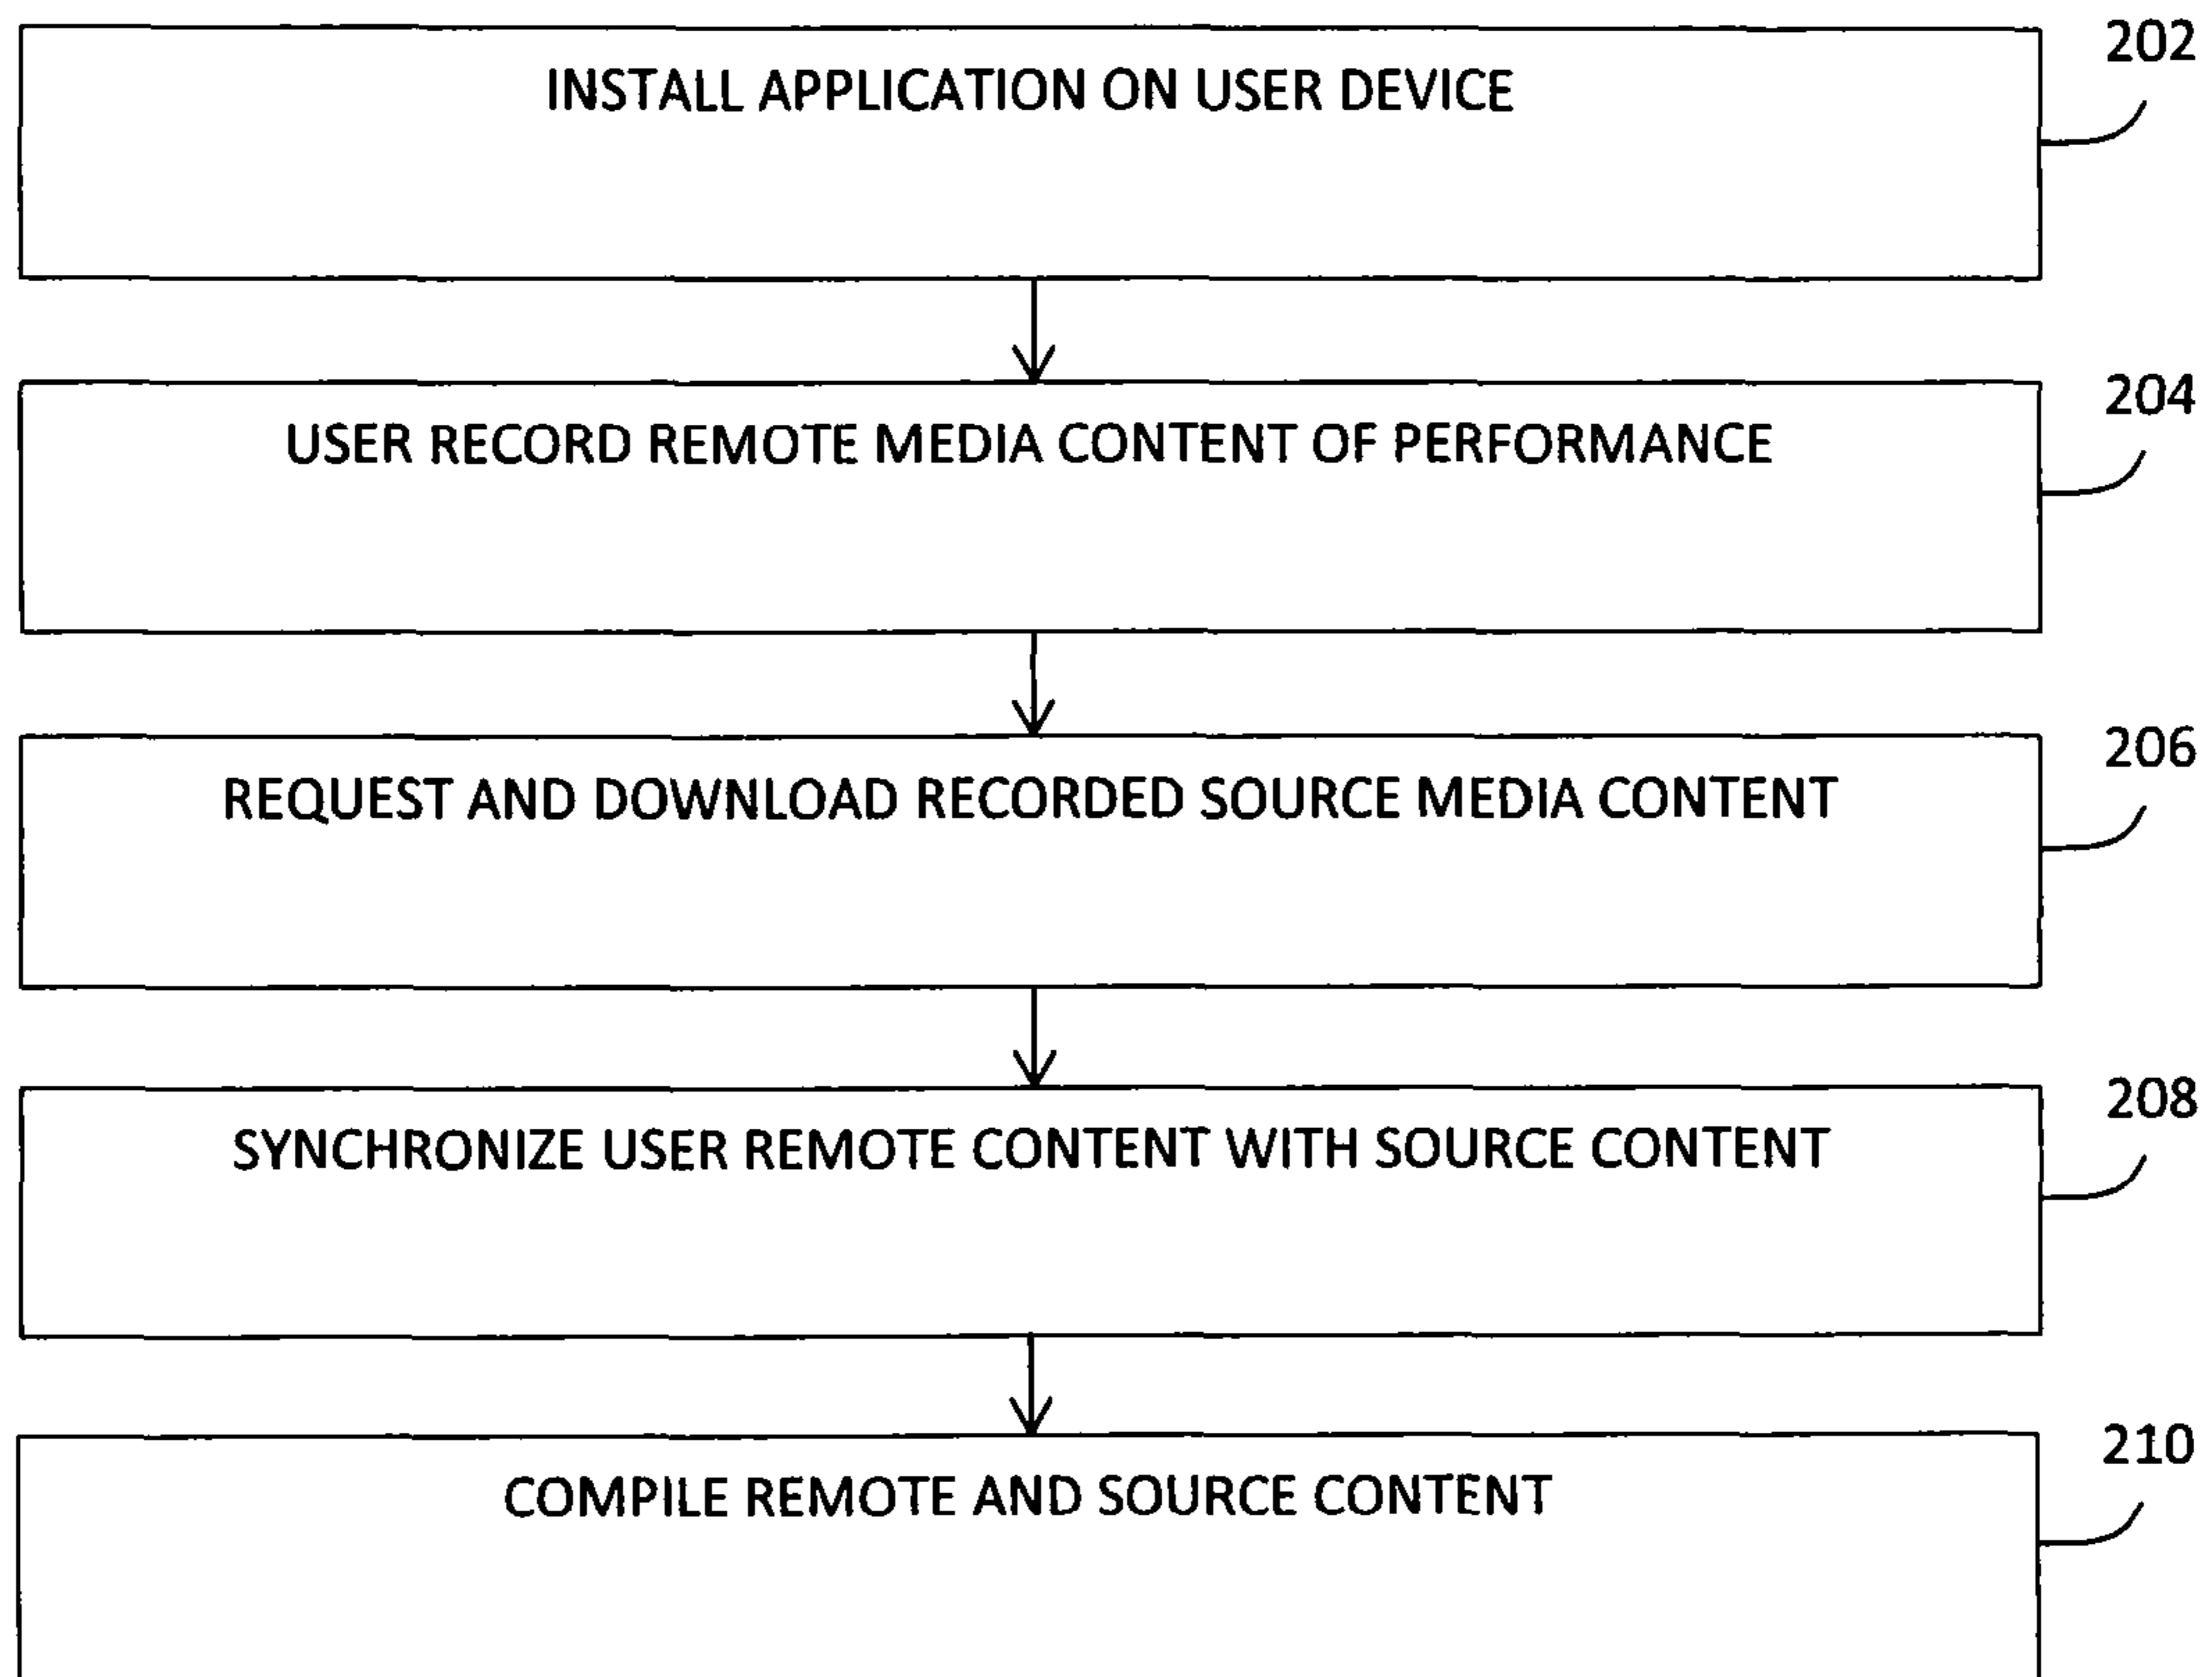 202
INSTALL APPLICATION ON USER DEVICE
204
USER RECORD REMOTE MEDIA CONTENT OF PERFORMANCE
206
REQUEST AND DOWNLOAD RECORDED SOURCE MEDIA CONTENT
208
SYNCHRONIZE USER REMOTE CONTENT WITH SOURCE CONTENT
210
COMPILE REMOTE AND SOURCE CONTENT